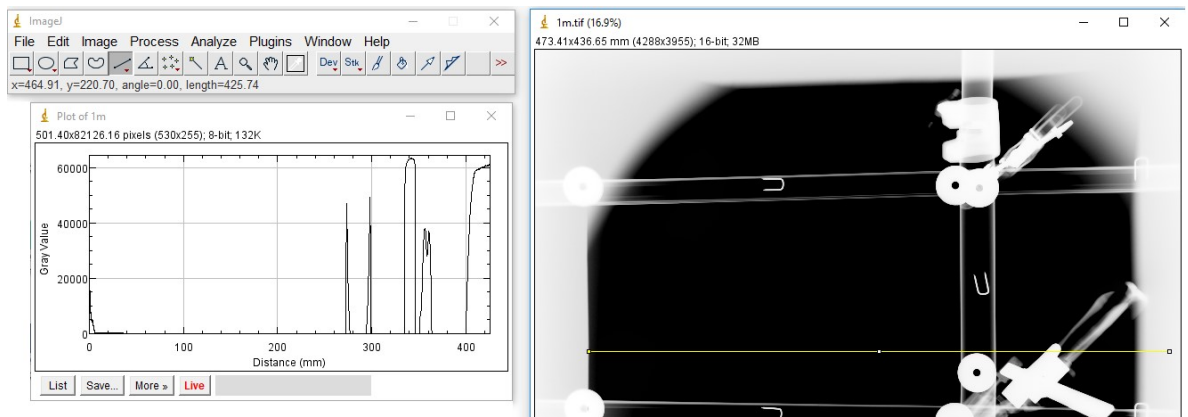 ImageJ
File Edit Image Process Analyze Plugins Window Help
A Dev Stk >>
x=464.91, y=220.70, angle=0.00, length=425.74
Plot of 1m
501.40x82126.16 pixels (530x255); 8-bit; 132K
60000
40000
20000
0
Gray Value
0 100 200 300 400
Distance (mm)
List Save... More » Live
1m.tif (16.9%)
473.41x436.65 mm (4288x3955); 16-bit; 32MB